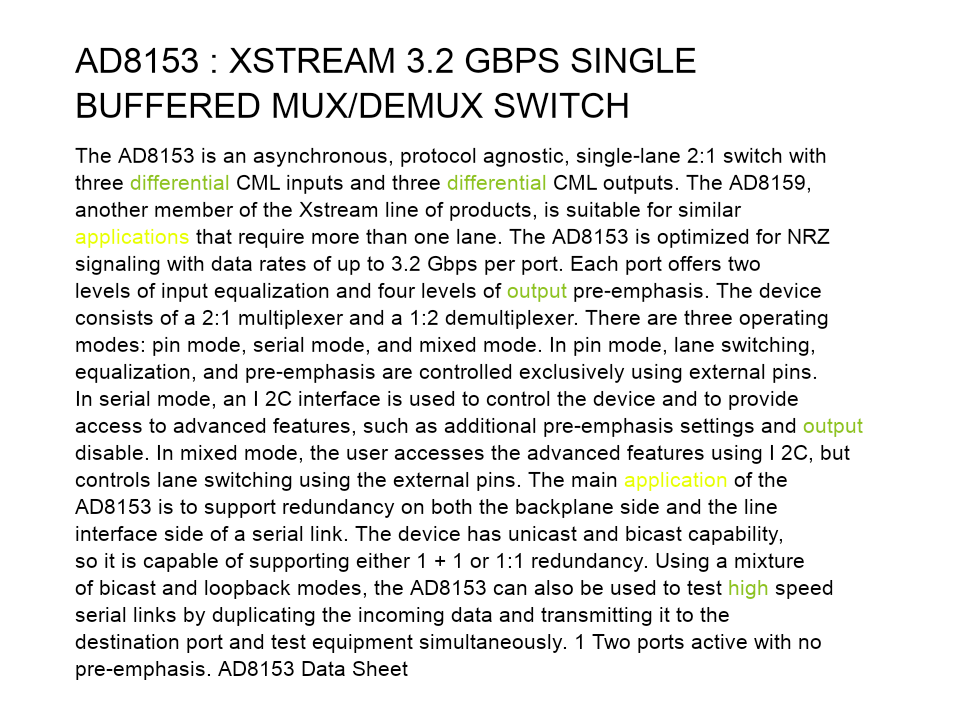 AD8153 : XSTREAM 3.2 GBPS SINGLE
BUFFERED MUX/DEMUX SWITCH
The AD8153 is an asynchronous, protocol agnostic, single-lane 2:1 switch with
three differential CML inputs and three differential CML outputs. The AD8159,
another member of the Xstream line of products, is suitable for similar
applications that require more than one lane. The AD8153 is optimized for NRZ
signaling with data rates of up to 3.2 Gbps per port. Each port offers two
levels of input equalization and four levels of output pre-emphasis. The device
consists of a 2:1 multiplexer and a 1:2 demultiplexer. There are three operating
modes: pin mode, serial mode, and mixed mode. In pin mode, lane switching,
equalization, and pre-emphasis are controlled exclusively using external pins.
In serial mode, an I 2C interface is used to control the device and to provide
access to advanced features, such as additional pre-emphasis settings and output
disable. In mixed mode, the user accesses the advanced features using I 2C, but
controls lane switching using the external pins. The main application of the
AD8153 is to support redundancy on both the backplane side and the line
interface side of a serial link. The device has unicast and bicast capability,
so it is capable of supporting either 1 + 1 or 1:1 redundancy. Using a mixture
of bicast and loopback modes, the AD8153 can also be used to test high speed
serial links by duplicating the incoming data and transmitting it to the
destination port and test equipment simultaneously. 1 Two ports active with no
pre-emphasis. AD8153 Data Sheet